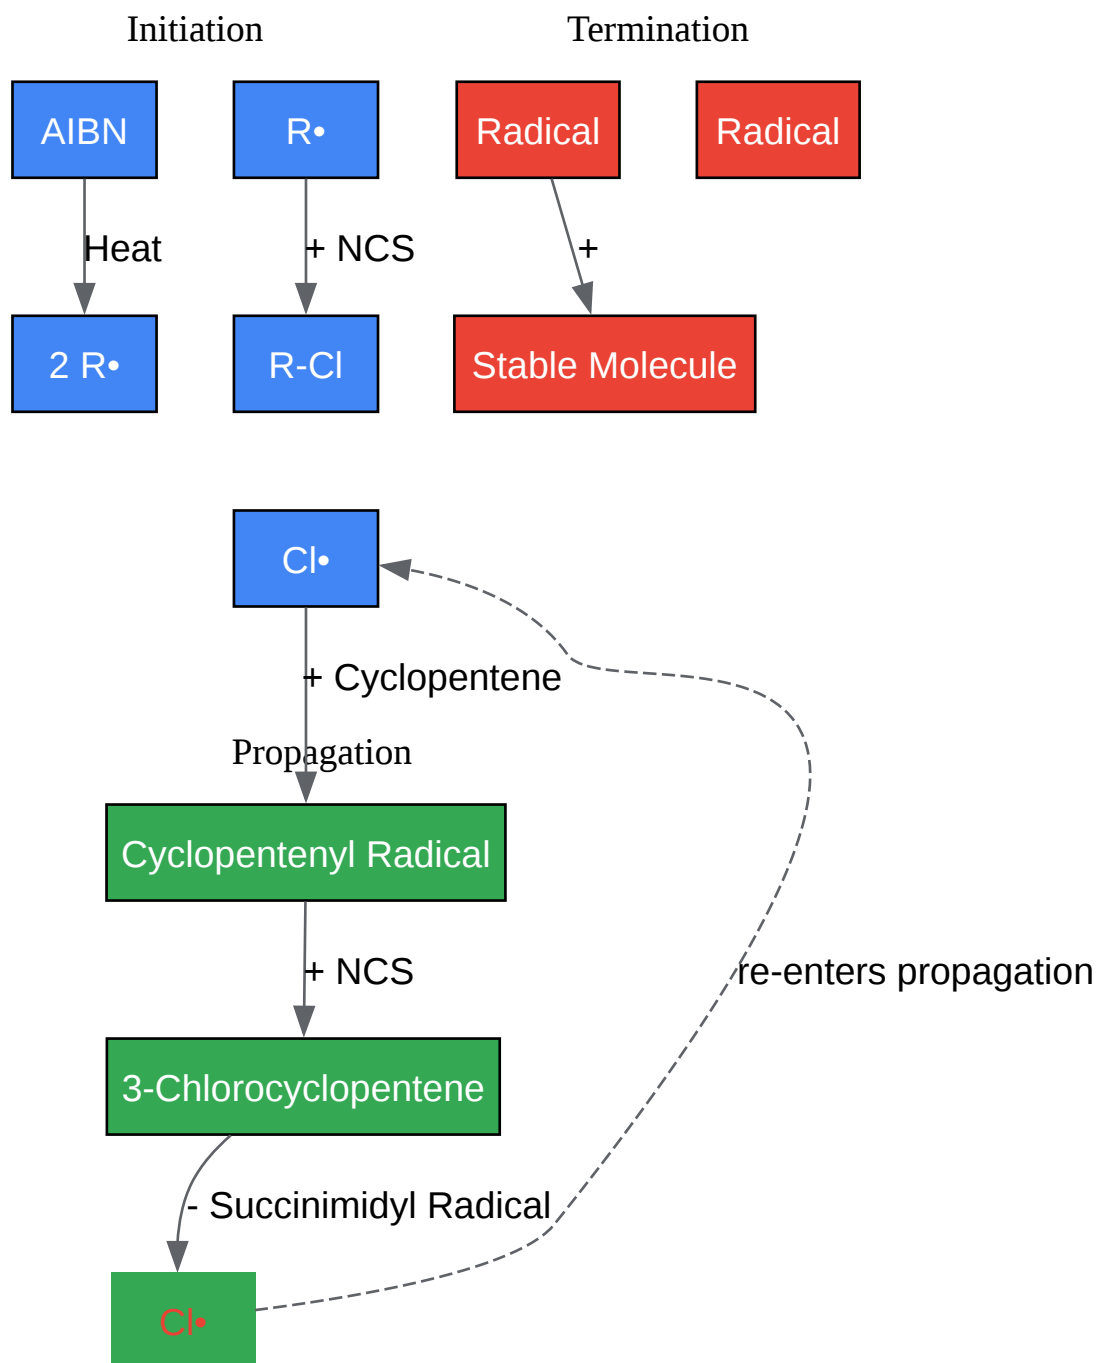 Initiation
Termination
AIBN
R•
Radical
Radical
Heat
+ NCS
+
2 R•
R-Cl
Stable Molecule
Cl•
+ Cyclopentene
Propagation
Cyclopentenyl Radical
+ NCS
re-enters propagation
3-Chlorocyclopentene
- Succinimidyl Radical
Cl•